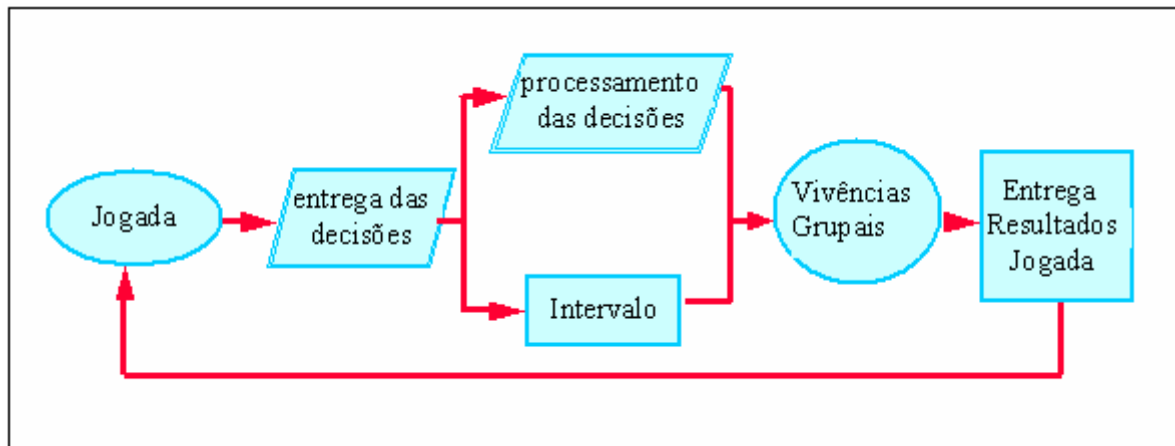 Jogada
entrega das
decisões
processamento
das decisões
Intervalo
Vivências
Grupais
Entrega
Resultados
Jogada